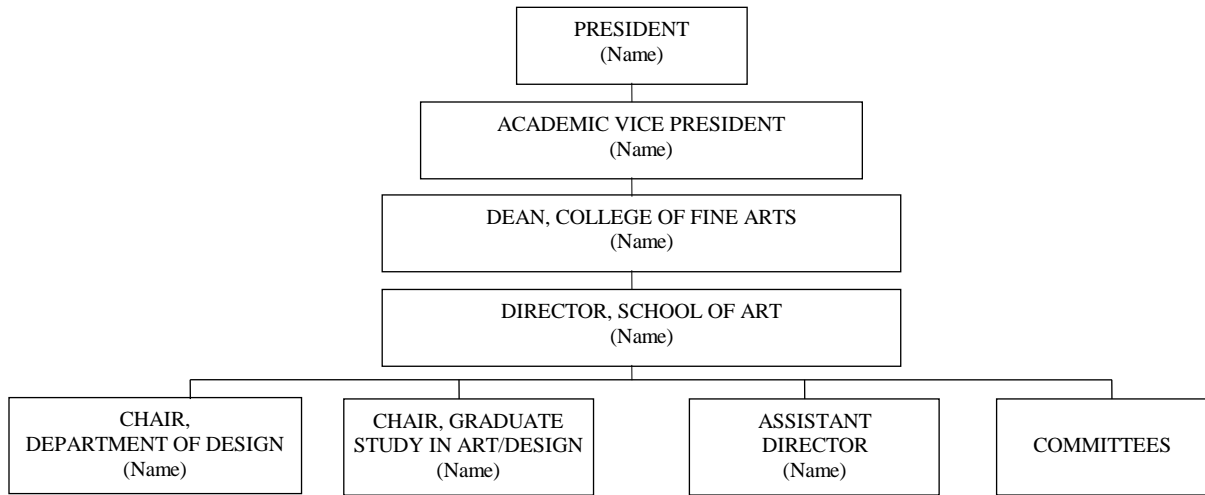 PRESIDENT
(Name)
ACADEMIC VICE PRESIDENT
(Name)
DEAN, COLLEGE OF FINE ARTS
(Name)
DIRECTOR, SCHOOL OF ART
(Name)
CHAIR,
DEPARTMENT OF DESIGN
(Name)
CHAIR, GRADUATE
STUDY IN ART/DESIGN
(Name)
ASSISTANT
DIRECTOR
(Name)
COMMITTEES